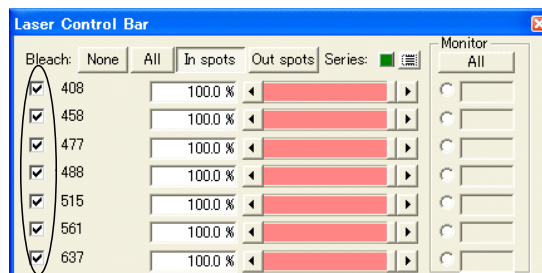 Laser Control Bar
Bleach: None All In spots Out spots Series: Monitor All
408 100.0 %
458 100.0 %
477 100.0 %
488 100.0 %
515 100.0 %
561 100.0 %
637 100.0 %